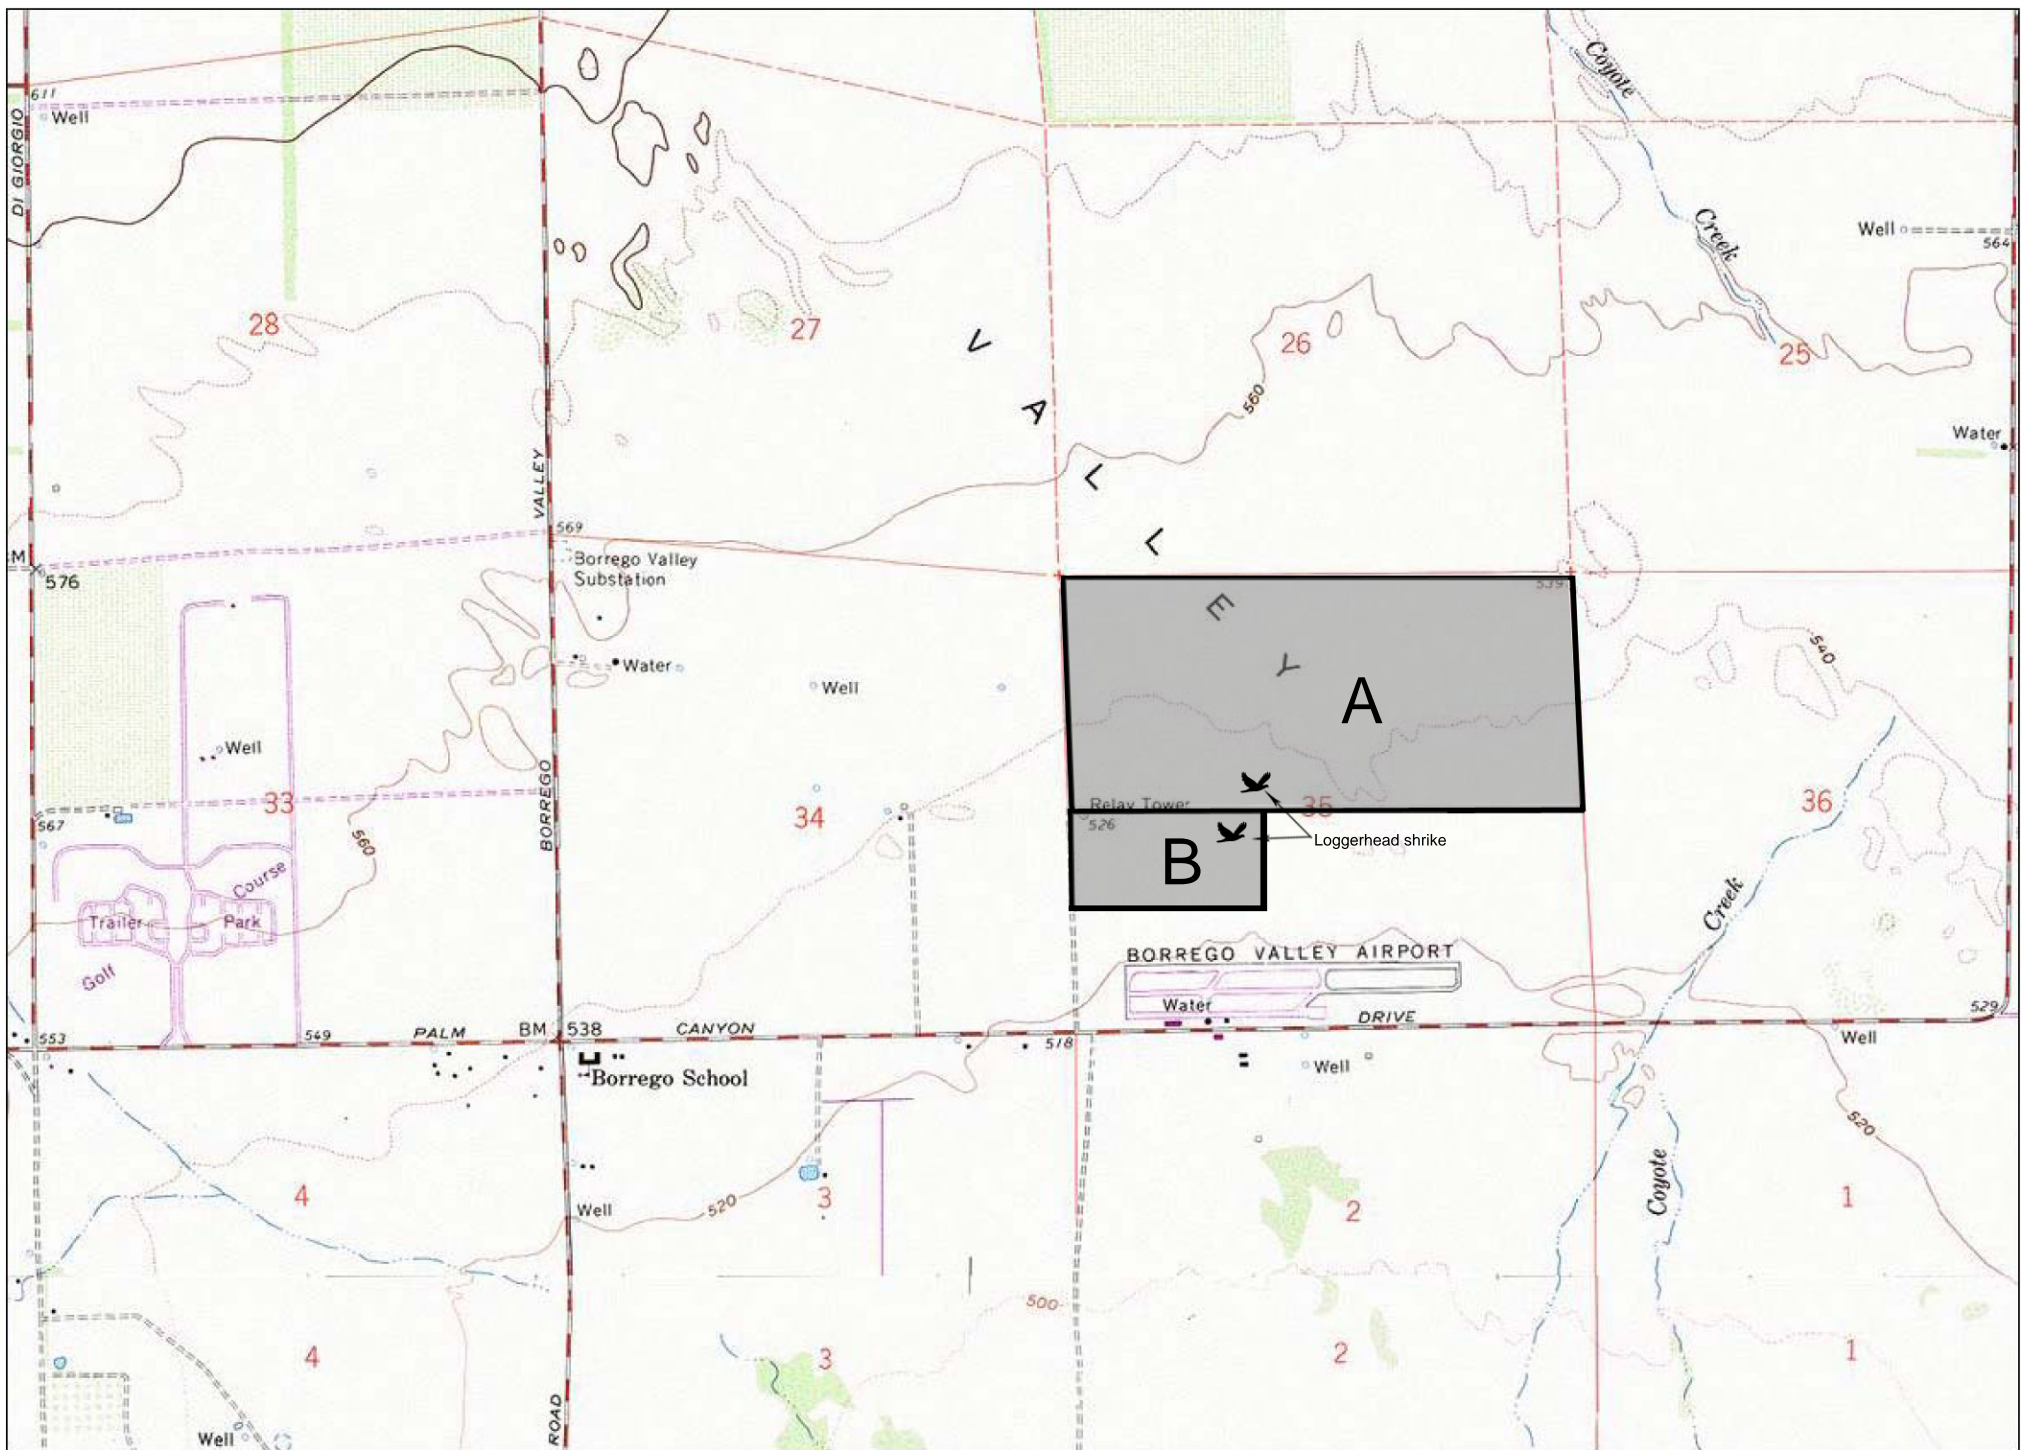 Coyote
611
Well
DI GIORGIO
Creek
Well
564
28
27
V
26
25
A
560
Water
VALLEY
L
569
M
576
Borrego Valley
Substation
L
539
E
540
Water
Well
Y
A
Well
33
34
Relay Tower
35
36
567
526
BORREGO
560
B
Loggerhead shrike
Course
Trailer
Park
Creek
Golf
BORREGO VALLEY AIRPORT
Water
529
553
549
PALM
BM
538
CANYON
518
DRIVE
Well
Borrego School
Well
520
Coyote
4
Well
520
3
2
1
500
4
3
2
1
ROAD
Well